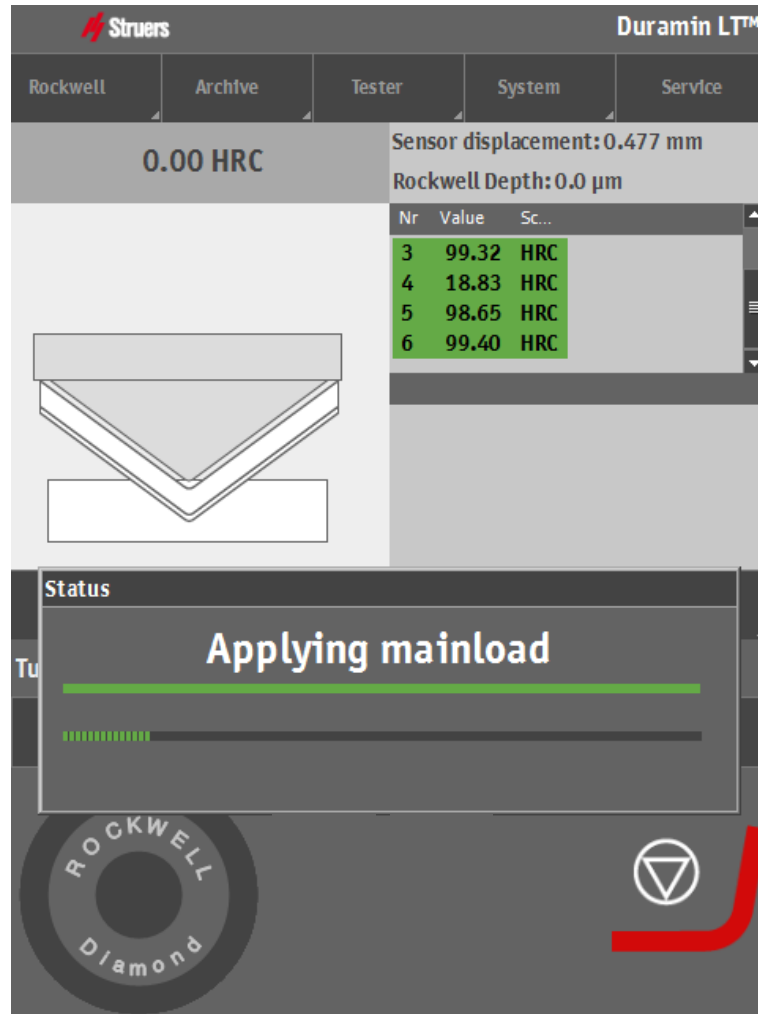 Struers
Duramin LT™
Rockwell Archive Tester System Service
0.00 HRC
Sensor displacement: 0.477 mm
Rockwell Depth: 0.0 µm
Nr Value Sc...
3 99.32 HRC
4 18.83 HRC
5 98.65 HRC
6 99.40 HRC
Status
Applying mainload
Tu
ROCKWELL
Diamond